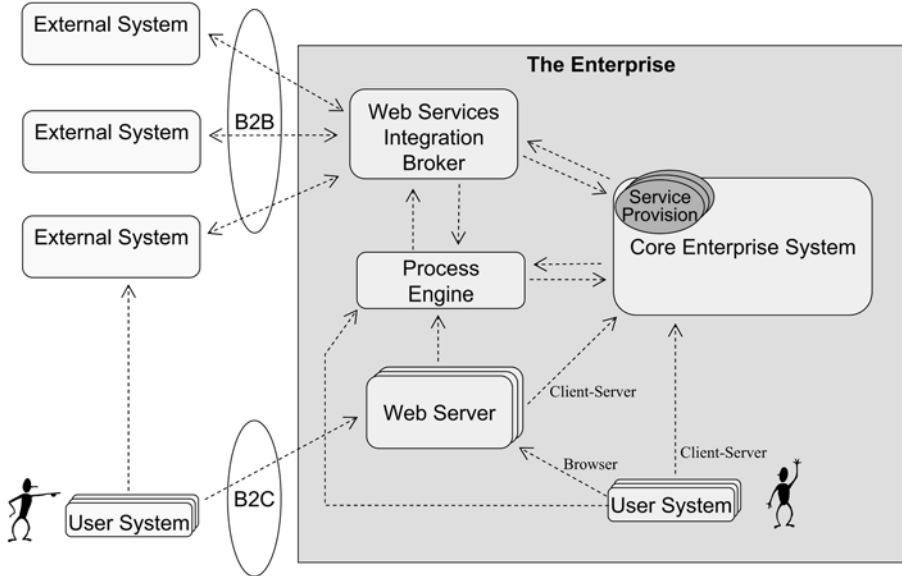 External System
The Enterprise
B2B
Web Services
Integration
Broker
External System
Service
Provision
External System
Core Enterprise System
Process
Engine
Client-Server
Web Server
Client-Server
Browser
B2C
User System
User System